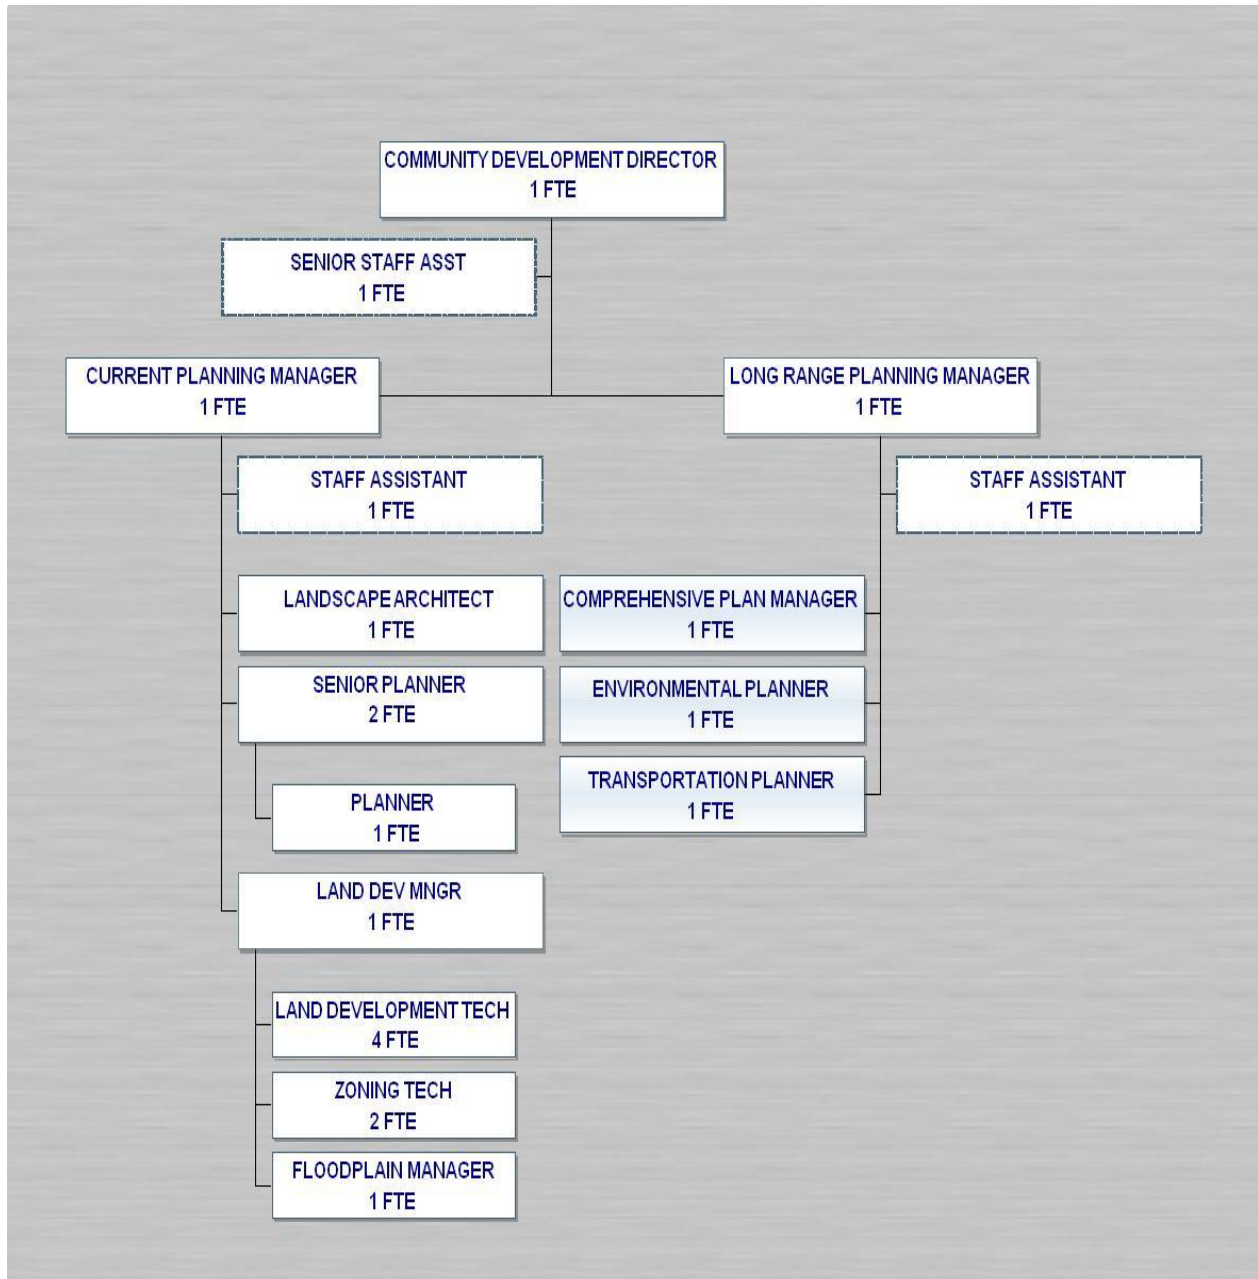 COMMUNITY DEVELOPMENT DIRECTOR
1 FTE
SENIOR STAFF ASST
1 FTE
CURRENT PLANNING MANAGER
1 FTE
LONG RANGE PLANNING MANAGER
1 FTE
STAFF ASSISTANT
1 FTE
STAFF ASSISTANT
1 FTE
LANDSCAPE ARCHITECT
1 FTE
COMPREHENSIVE PLAN MANAGER
1 FTE
SENIOR PLANNER
2 FTE
ENVIRONMENTAL PLANNER
1 FTE
TRANSPORTATION PLANNER
1 FTE
PLANNER
1 FTE
LAND DEV MNGR
1 FTE
LAND DEVELOPMENT TECH
4 FTE
ZONING TECH
2 FTE
FLOODPLAIN MANAGER
1 FTE